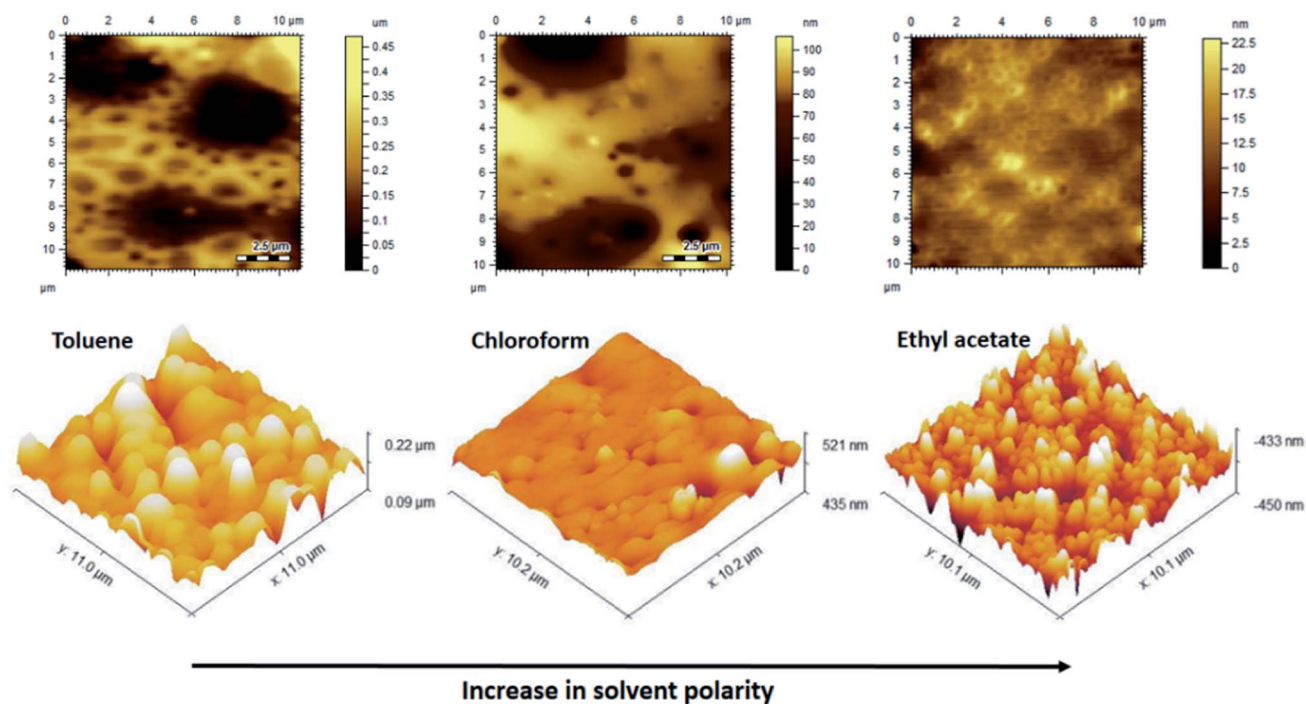 0 2 4 6 8 10 µm
um
0 1 2 3 4 5 6 7 8 9 10
µm
2.5 µm
0.45
0.4
0.35
0.3
0.25
0.2
0.15
0.1
0.05
0
0 2 4 6 8 10 µm
nm
0 1 2 3 4 5 6 7 8 9 10
µm
2.5 µm
100
90
80
70
60
50
40
30
20
10
0
0 2 4 6 8 10 µm
nm
0 1 2 3 4 5 6 7 8 9 10
µm
22.5
20
17.5
15
12.5
10
7.5
5
2.5
0
Toluene
0.22 µm
0.09 µm
y: 11.0 µm
x: 11.0 µm
Chloroform
521 nm
435 nm
y: 10.2 µm
x: 10.2 µm
Ethyl acetate
-433 nm
-450 nm
y: 10.1 µm
x: 10.1 µm
Increase in solvent polarity